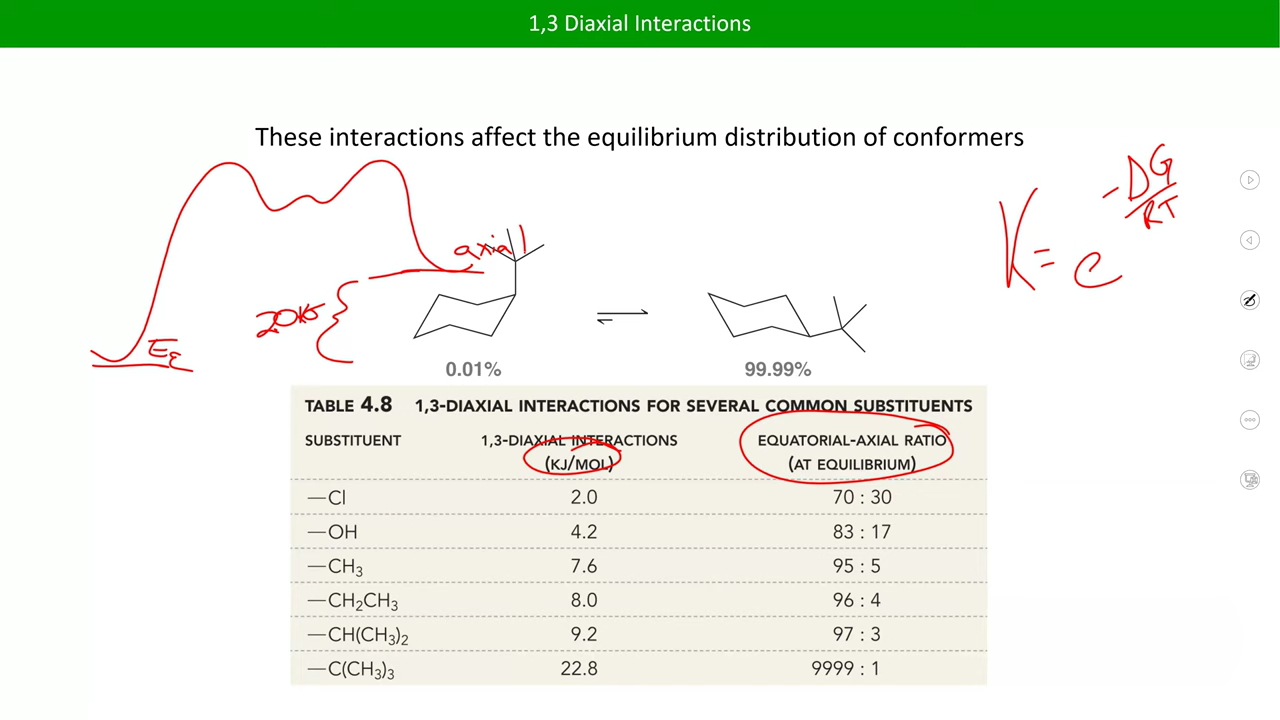 1,3 Diaxial Interactions
These interactions affect the equilibrium distribution of conformers
K = e -DG/RT
axial
20KJ
Eq
0.01% 99.99%
TABLE 4.8 1,3-DIAXIAL INTERACTIONS FOR SEVERAL COMMON SUBSTITUENTS
SUBSTITUENT 1,3-DIAXIAL INTERACTIONS (KJ/MOL) EQUATORIAL-AXIAL RATIO (AT EQUILIBRIUM)
—Cl 2.0 70 : 30
—OH 4.2 83 : 17
—CH₃ 7.6 95 : 5
—CH₂CH₃ 8.0 96 : 4
—CH(CH₃)₂ 9.2 97 : 3
—C(CH₃)₃ 22.8 9999 : 1